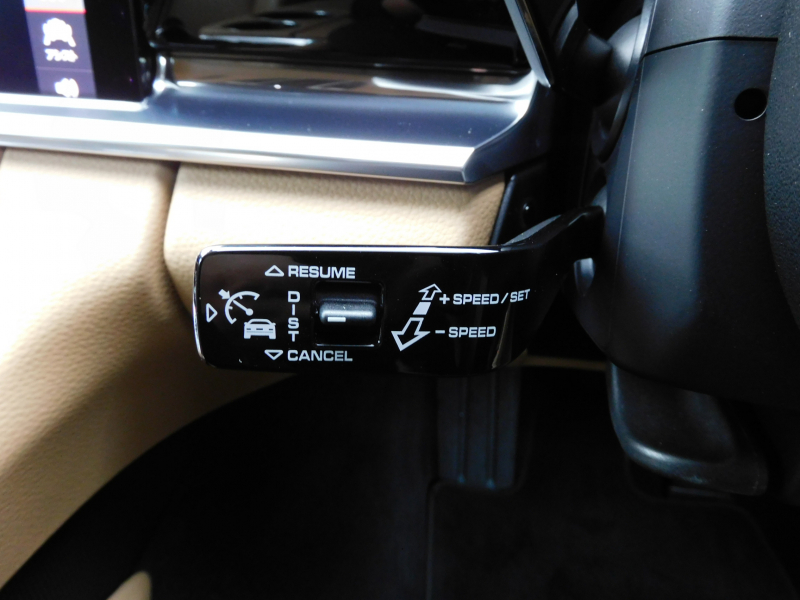 RESUME
DIST
+ SPEED / SET
- SPEED
CANCEL